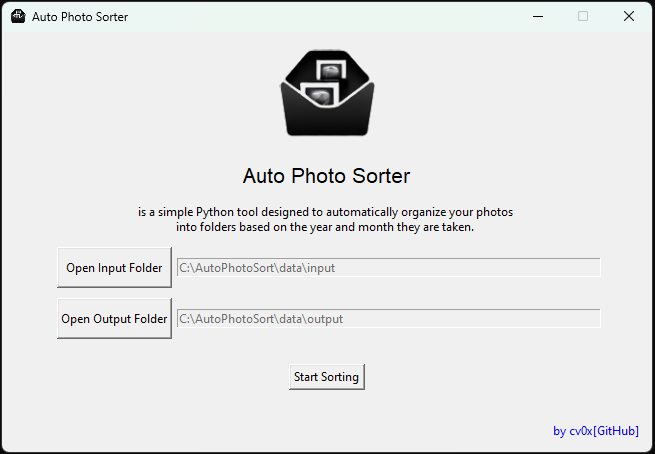 Auto Photo Sorter
Auto Photo Sorter
is a simple Python tool designed to automatically organize your photos
into folders based on the year and month they are taken.
Open Input Folder
C:\AutoPhotoSort\data\input
Open Output Folder
C:\AutoPhotoSort\data\output
Start Sorting
by cv0x[GitHub]